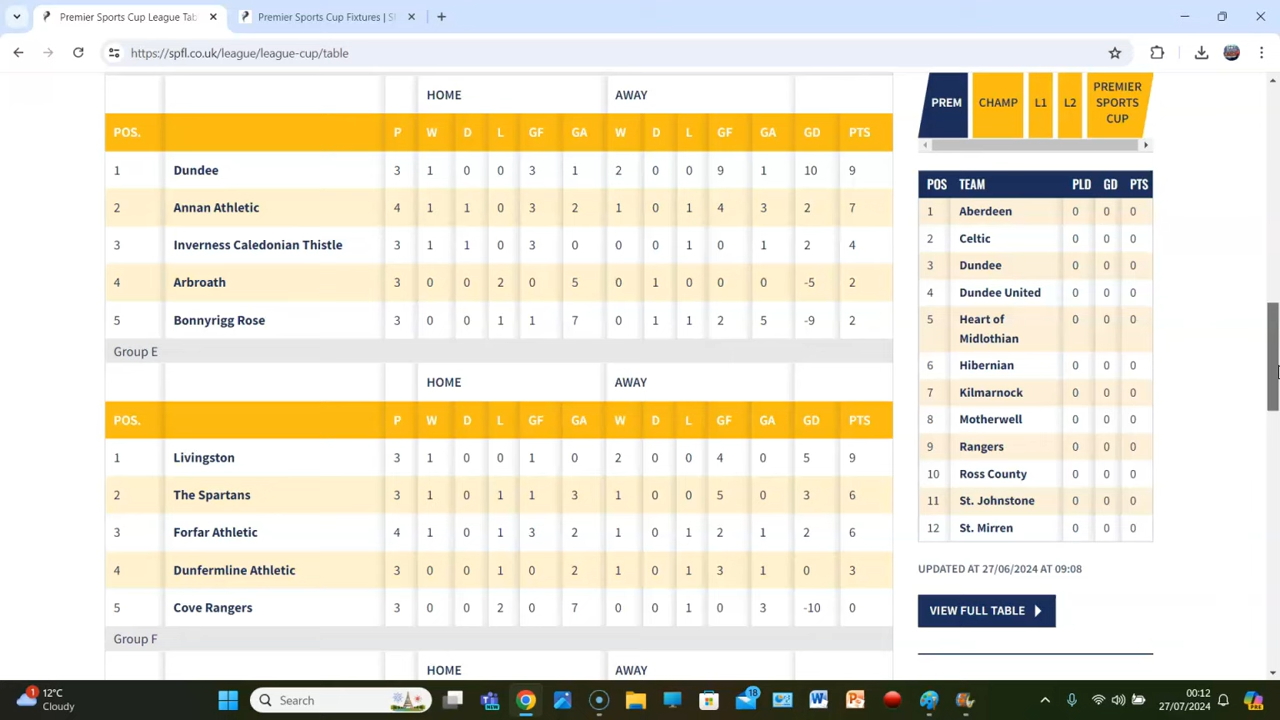 Premier Sports Cup League Tab
Premier Sports Cup Fixtures | S
https://spfl.co.uk/league/league-cup/table
HOME AWAY
POS. P W D L GF GA W D L GF GA GD PTS
1 Dundee 3 1 0 0 3 1 2 0 0 9 1 10 9
2 Annan Athletic 4 1 1 0 3 2 1 0 1 4 3 2 7
3 Inverness Caledonian Thistle 3 1 1 0 3 0 0 0 1 0 1 2 4
4 Arbroath 3 0 0 2 0 5 0 1 0 0 0 -5 2
5 Bonnyrigg Rose 3 0 0 1 1 7 0 1 1 2 5 -9 2
Group E
HOME AWAY
POS. P W D L GF GA W D L GF GA GD PTS
1 Livingston 3 1 0 0 1 0 2 0 0 4 0 5 9
2 The Spartans 3 1 0 1 1 3 1 0 0 5 0 3 6
3 Forfar Athletic 4 1 0 1 3 2 1 0 1 2 1 2 6
4 Dunfermline Athletic 3 0 0 1 0 2 1 0 1 3 1 0 3
5 Cove Rangers 3 0 0 2 0 7 0 0 1 0 3 -10 0
Group F
HOME AWAY
PREM CHAMP L1 L2 PREMIER
SPORTS
CUP
POS TEAM PLD GD PTS
1 Aberdeen 0 0 0
2 Celtic 0 0 0
3 Dundee 0 0 0
4 Dundee United 0 0 0
5 Heart of 0 0 0
Midlothian
6 Hibernian 0 0 0
7 Kilmarnock 0 0 0
8 Motherwell 0 0 0
9 Rangers 0 0 0
10 Ross County 0 0 0
11 St. Johnstone 0 0 0
12 St. Mirren 0 0 0
UPDATED AT 27/06/2024 AT 09:08
VIEW FULL TABLE
1
12°C
Cloudy
Search
18
00:12
27/07/2024